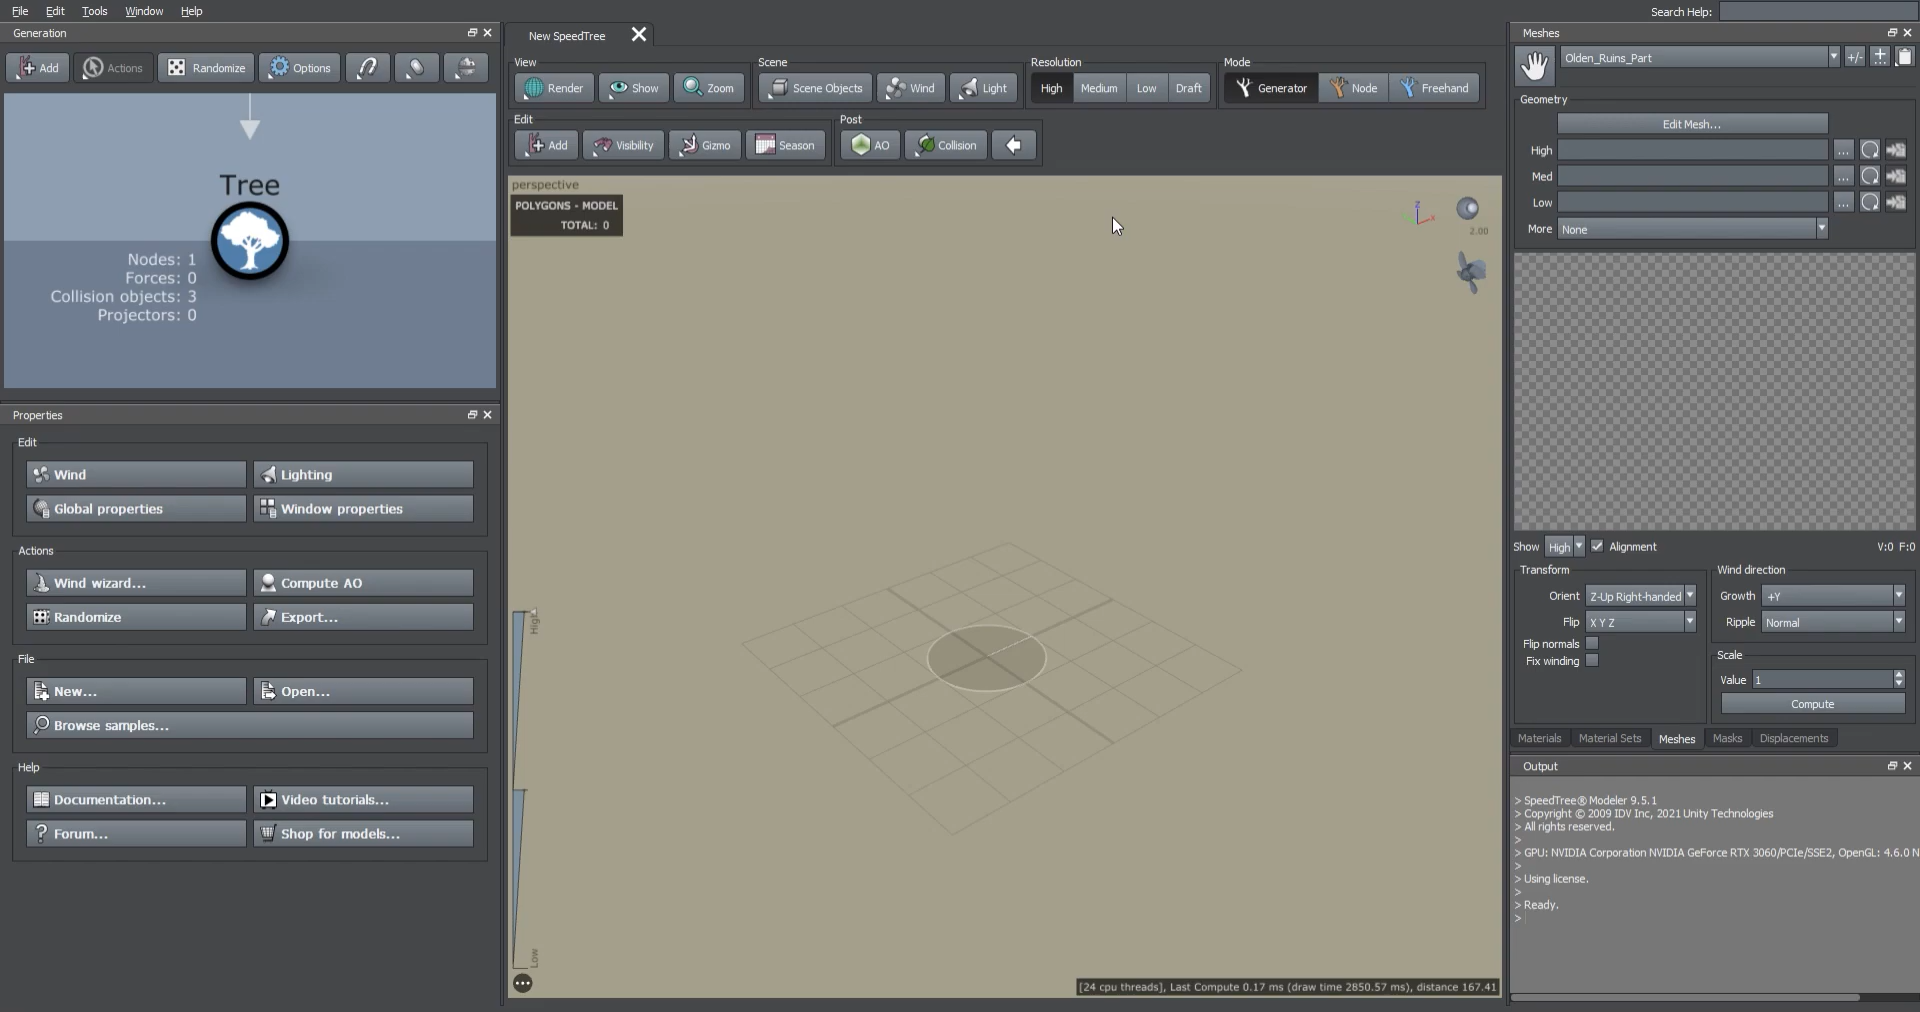 File Edit Tools Window Help
Search Help:
Generation
Add Actions Randomize Options
Tree
Nodes: 1
Forces: 0
Collision objects: 3
Projectors: 0
Properties
Edit
Wind Lighting
Global properties Window properties
Actions
Wind wizard... Compute AO
Randomize Export...
File
New... Open...
Browse samples...
Help
Documentation... Video tutorials...
Forum... Shop for models...
New SpeedTree
View Scene Resolution Mode
Render Show Zoom Scene Objects Wind Light High Medium Low Draft Generator Node Freehand
Edit Post
Add Visibility Gizmo Season AO Collision
perspective
POLYGONS - MODEL
TOTAL: 0
Z
X
2.00
High
Low
[24 cpu threads], Last Compute 0.17 ms (draw time 2850.57 ms), distance 167.41
Meshes
Olden_Ruins_Part +/-
Geometry
Edit Mesh...
High ...
Med ...
Low ...
More None
Show High Alignment V:0 F:0
Transform Wind direction
Orient Z-Up Right-handed Growth +Y
Flip X Y Z Ripple Normal
Flip normals
Fix winding
Scale
Value 1
Compute
Materials Material Sets Meshes Masks Displacements
Output
> SpeedTree® Modeler 9.5.1
> Copyright © 2009 IDV Inc, 2021 Unity Technologies
> All rights reserved.
>
> GPU: NVIDIA Corporation NVIDIA GeForce RTX 3060/PCIe/SSE2, OpenGL: 4.6.0 N
>
> Using license.
>
> Ready.
>